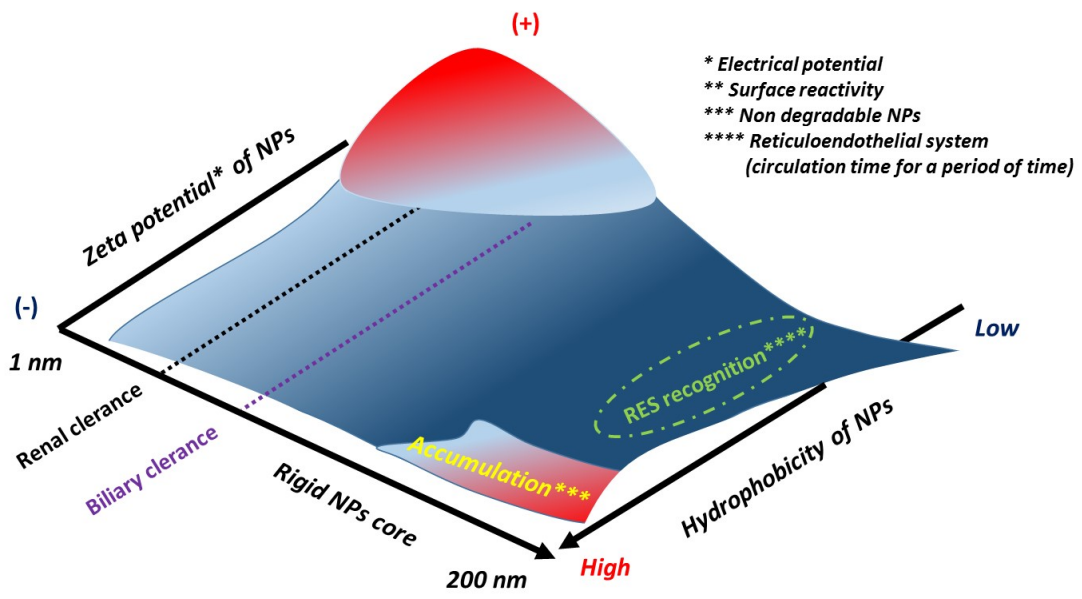 (+)
* Electrical potential
** Surface reactivity
*** Non degradable NPs
**** Reticuloendothelial system
(circulation time for a period of time)
Zeta potential* of NPs
(-)
1 nm
Low
RES recognition****
Renal clerance
Biliary clerance
Accumulation***
Rigid NPs core
Hydrophobicity of NPs
200 nm
High